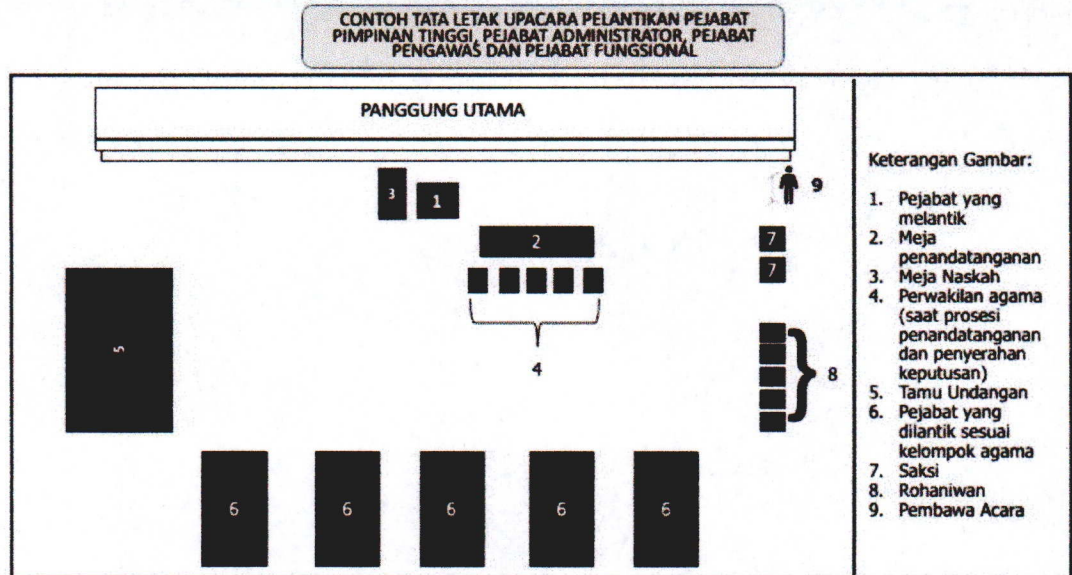 CONTOH TATA LETAK UPACARA PELANTIKAN PEJABAT
PIMPINAN TINGGI, PEJABAT ADMINISTRATOR, PEJABAT
PENGAWAS DAN PEJABAT FUNGSIONAL
PANGGUNG UTAMA
3
1
9
2
7
7
5
4
8
6
6
6
6
6
Keterangan Gambar:
1. Pejabat yang
melantik
2. Meja
penandatanganan
3. Meja Naskah
4. Perwakilan agama
(saat prosesi
penandatanganan
dan penyerahan
keputusan)
5. Tamu Undangan
6. Pejabat yang
dilantik sesuai
kelompok agama
7. Saksi
8. Rohaniwan
9. Pembawa Acara